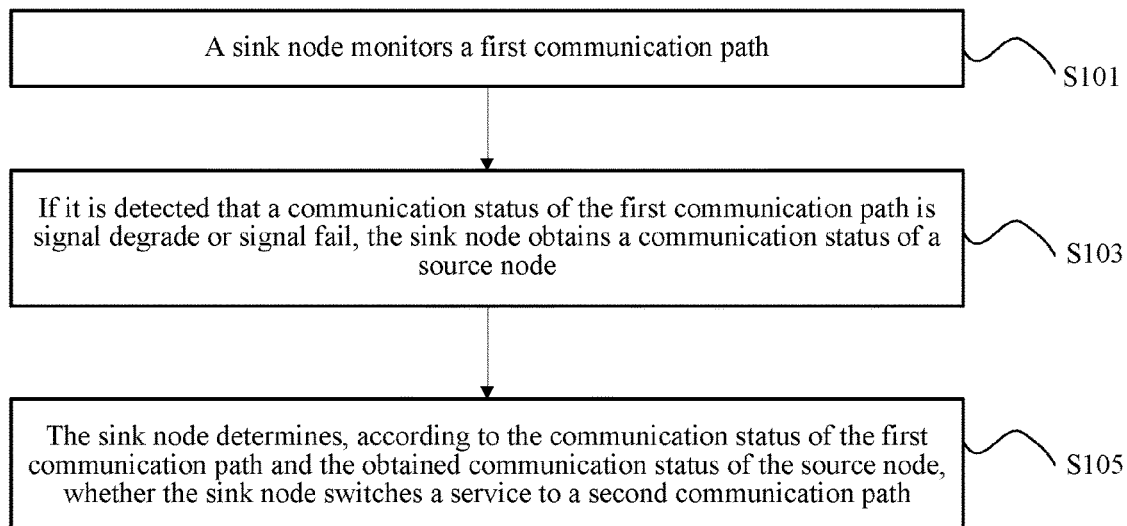 A sink node monitors a first communication path
S101
If it is detected that a communication status of the first communication path is
signal degrade or signal fail, the sink node obtains a communication status of a
source node
S103
The sink node determines, according to the communication status of the first
communication path and the obtained communication status of the source node,
whether the sink node switches a service to a second communication path
S105